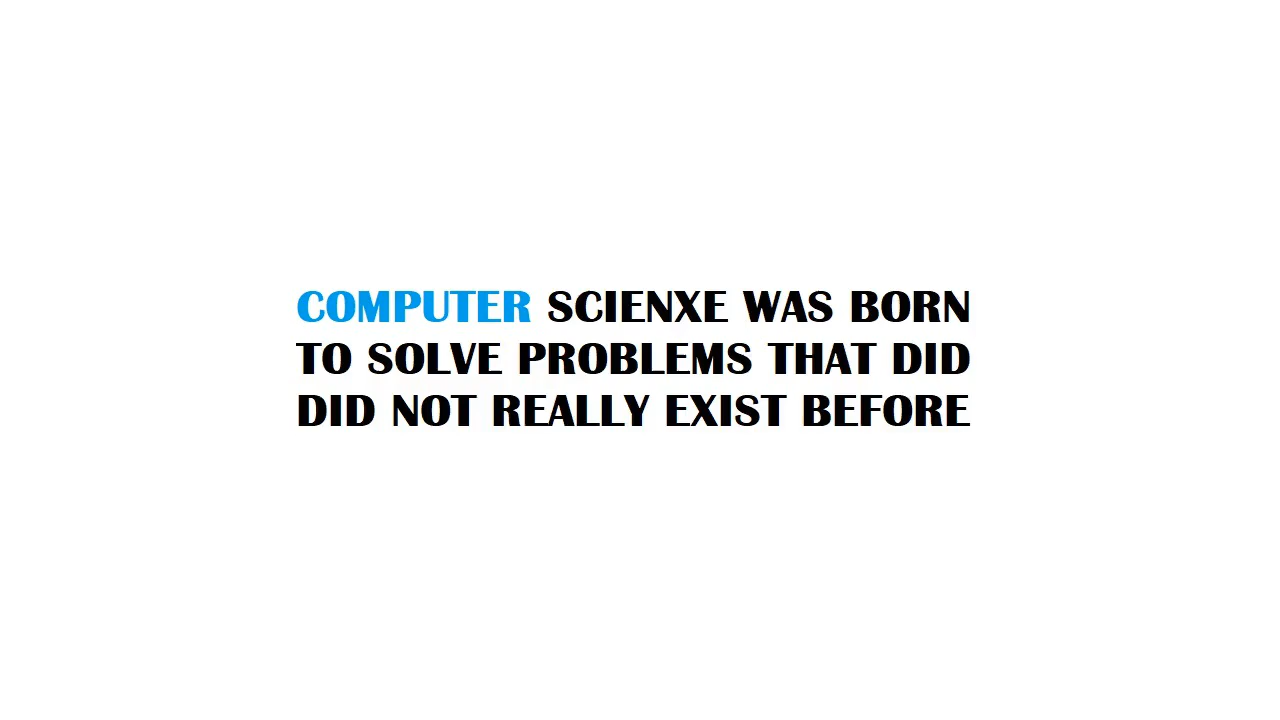 COMPUTER SCIENXE WAS BORN
TO SOLVE PROBLEMS THAT DID
DID NOT REALLY EXIST BEFORE